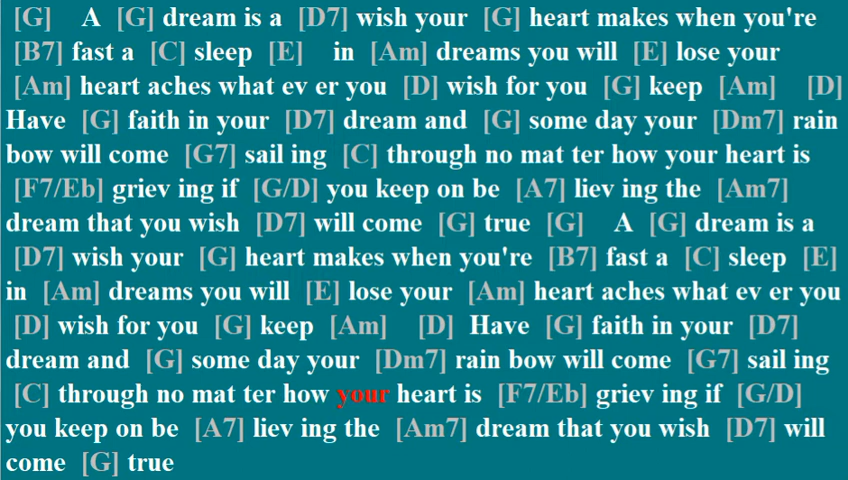 [G] A [G] dream is a [D7] wish your [G] heart makes when you're
[B7] fast a [C] sleep [E] in [Am] dreams you will [E] lose your
[Am] heart aches what ev er you [D] wish for you [G] keep [Am] [D]
Have [G] faith in your [D7] dream and [G] some day your [Dm7] rain
bow will come [G7] sail ing [C] through no mat ter how your heart is
[F7/Eb] griev ing if [G/D] you keep on be [A7] liev ing the [Am7]
dream that you wish [D7] will come [G] true [G] A [G] dream is a
[D7] wish your [G] heart makes when you're [B7] fast a [C] sleep [E]
in [Am] dreams you will [E] lose your [Am] heart aches what ev er you
[D] wish for you [G] keep [Am] [D] Have [G] faith in your [D7]
dream and [G] some day your [Dm7] rain bow will come [G7] sail ing
[C] through no mat ter how your heart is [F7/Eb] griev ing if [G/D]
you keep on be [A7] liev ing the [Am7] dream that you wish [D7] will
come [G] true